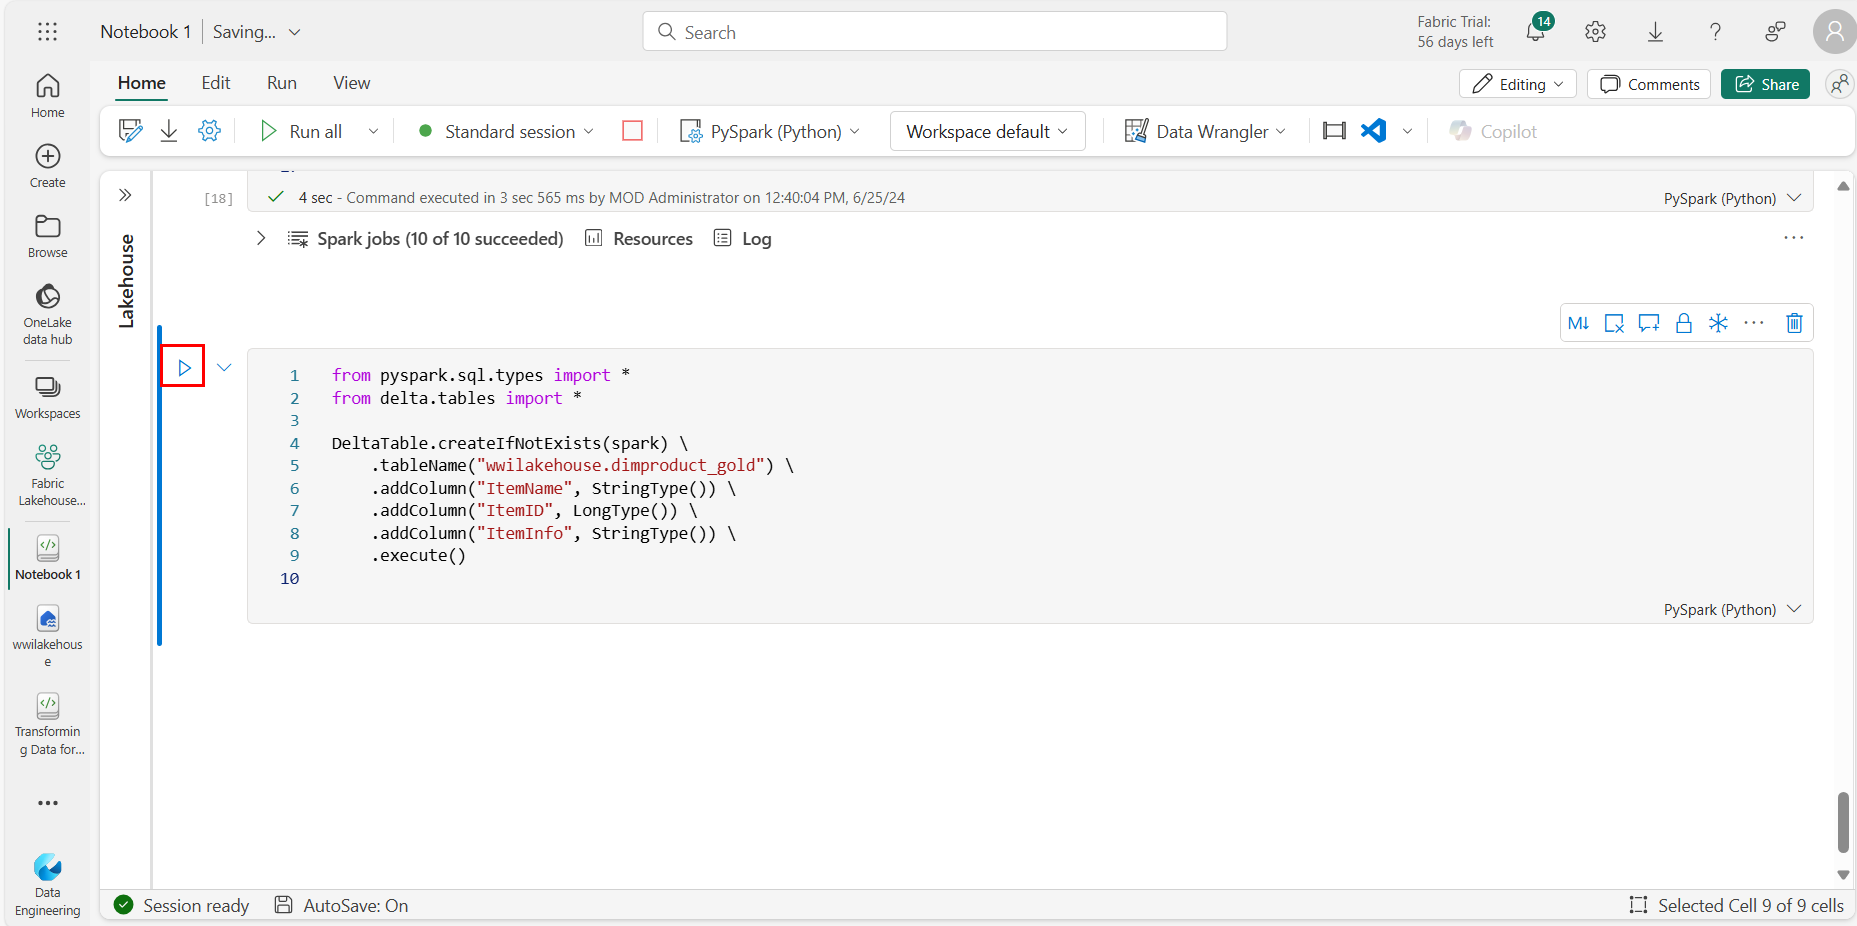 Notebook 1
Saving...
Search
Fabric Trial:
56 days left
14
Home
Edit
Run
View
Editing
Comments
Share
Run all
Standard session
PySpark (Python)
Workspace default
Data Wrangler
Copilot
Home
Create
Browse
OneLake
data hub
Workspaces
Fabric
Lakehouse...
Notebook 1
wwilakehous
e
Transformin
g Data for...
Data
Engineering
Lakehouse
[18]
4 sec - Command executed in 3 sec 565 ms by MOD Administrator on 12:40:04 PM, 6/25/24
PySpark (Python)
Spark jobs (10 of 10 succeeded)
Resources
Log
M↓
1 from pyspark.sql.types import *
2 from delta.tables import *
3
4 DeltaTable.createIfNotExists(spark) \
5     .tableName("wwilakehouse.dimproduct_gold") \
6     .addColumn("ItemName", StringType()) \
7     .addColumn("ItemID", LongType()) \
8     .addColumn("ItemInfo", StringType()) \
9     .execute()
10
PySpark (Python)
Session ready
AutoSave: On
Selected Cell 9 of 9 cells